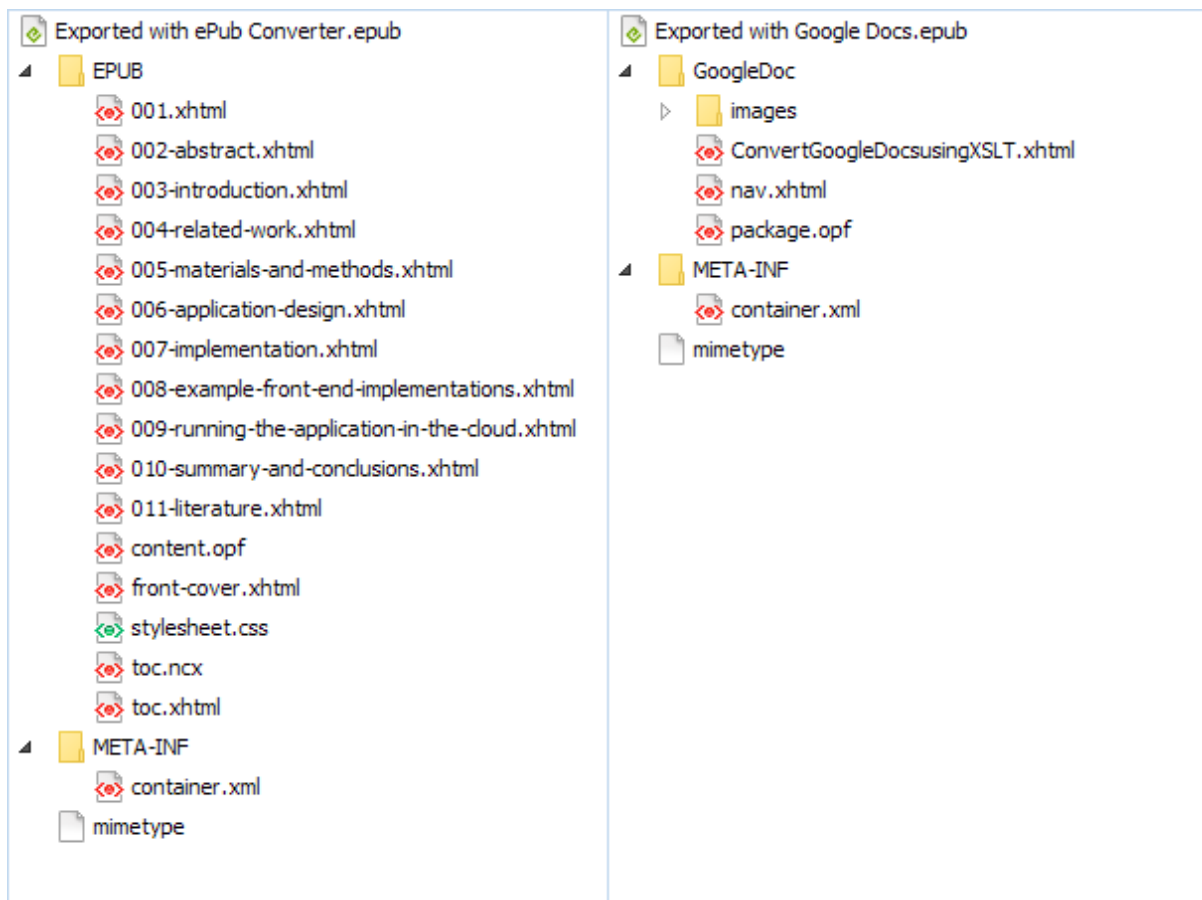 Exported with ePub Converter.epub
EPUB
001.xhtml
002-abstract.xhtml
003-introduction.xhtml
004-related-work.xhtml
005-materials-and-methods.xhtml
006-application-design.xhtml
007-implementation.xhtml
008-example-front-end-implementations.xhtml
009-running-the-application-in-the-cloud.xhtml
010-summary-and-conclusions.xhtml
011-literature.xhtml
content.opf
front-cover.xhtml
stylesheet.css
toc.ncx
toc.xhtml
META-INF
container.xml
mimetype
Exported with Google Docs.epub
GoogleDoc
images
ConvertGoogleDocsusingXSLT.xhtml
nav.xhtml
package.opf
META-INF
container.xml
mimetype